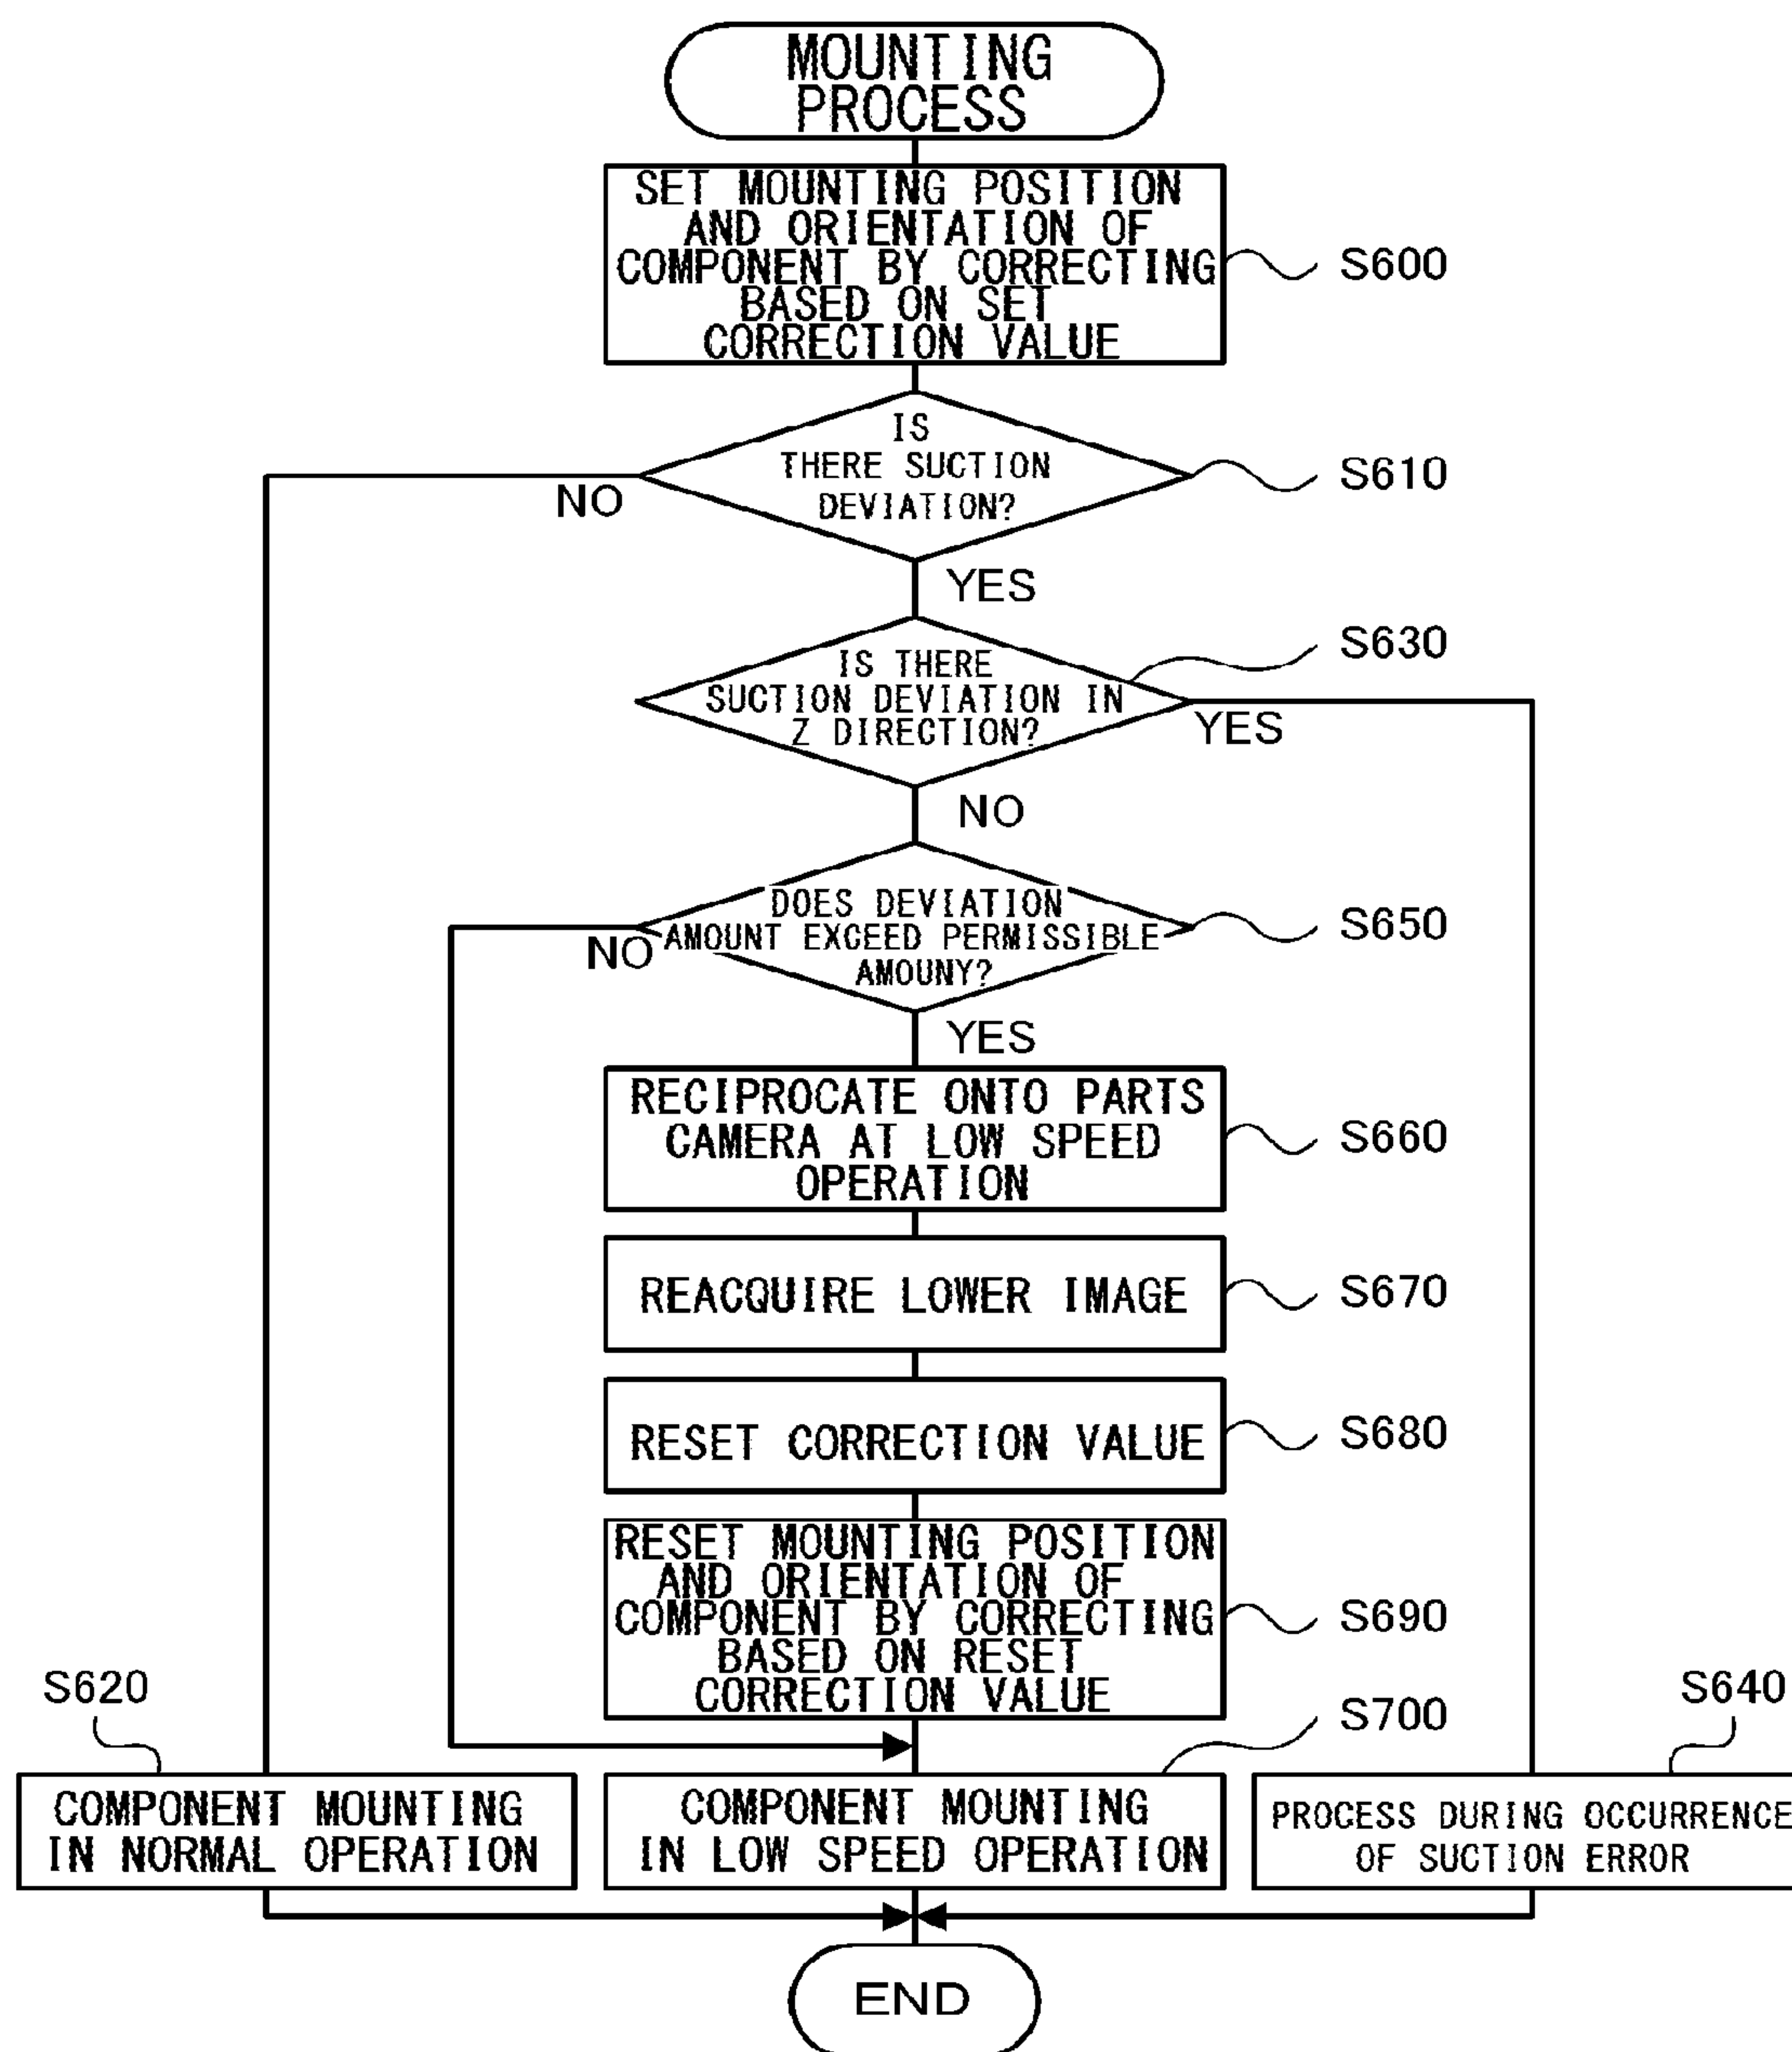 MOUNTING
PROCESS
SET MOUNTING POSITION
AND ORIENTATION OF
COMPONENT BY CORRECTING
BASED ON SET
CORRECTION VALUE
S600
IS
THERE SUCTION
DEVIATION?
S610
NO
YES
IS THERE
SUCTION DEVIATION IN
Z DIRECTION?
S630
YES
NO
DOES DEVIATION
AMOUNT EXCEED PERMISSIBLE
AMOUNY?
S650
NO
YES
RECIPROCATE ONTO PARTS
CAMERA AT LOW SPEED
OPERATION
S660
REACQUIRE LOWER IMAGE
S670
RESET CORRECTION VALUE
S680
RESET MOUNTING POSITION
AND ORIENTATION OF
COMPONENT BY CORRECTING
BASED ON RESET
CORRECTION VALUE
S690
S620
COMPONENT MOUNTING
IN NORMAL OPERATION
S700
COMPONENT MOUNTING
IN LOW SPEED OPERATION
S640
PROCESS DURING OCCURRENCE
OF SUCTION ERROR
END